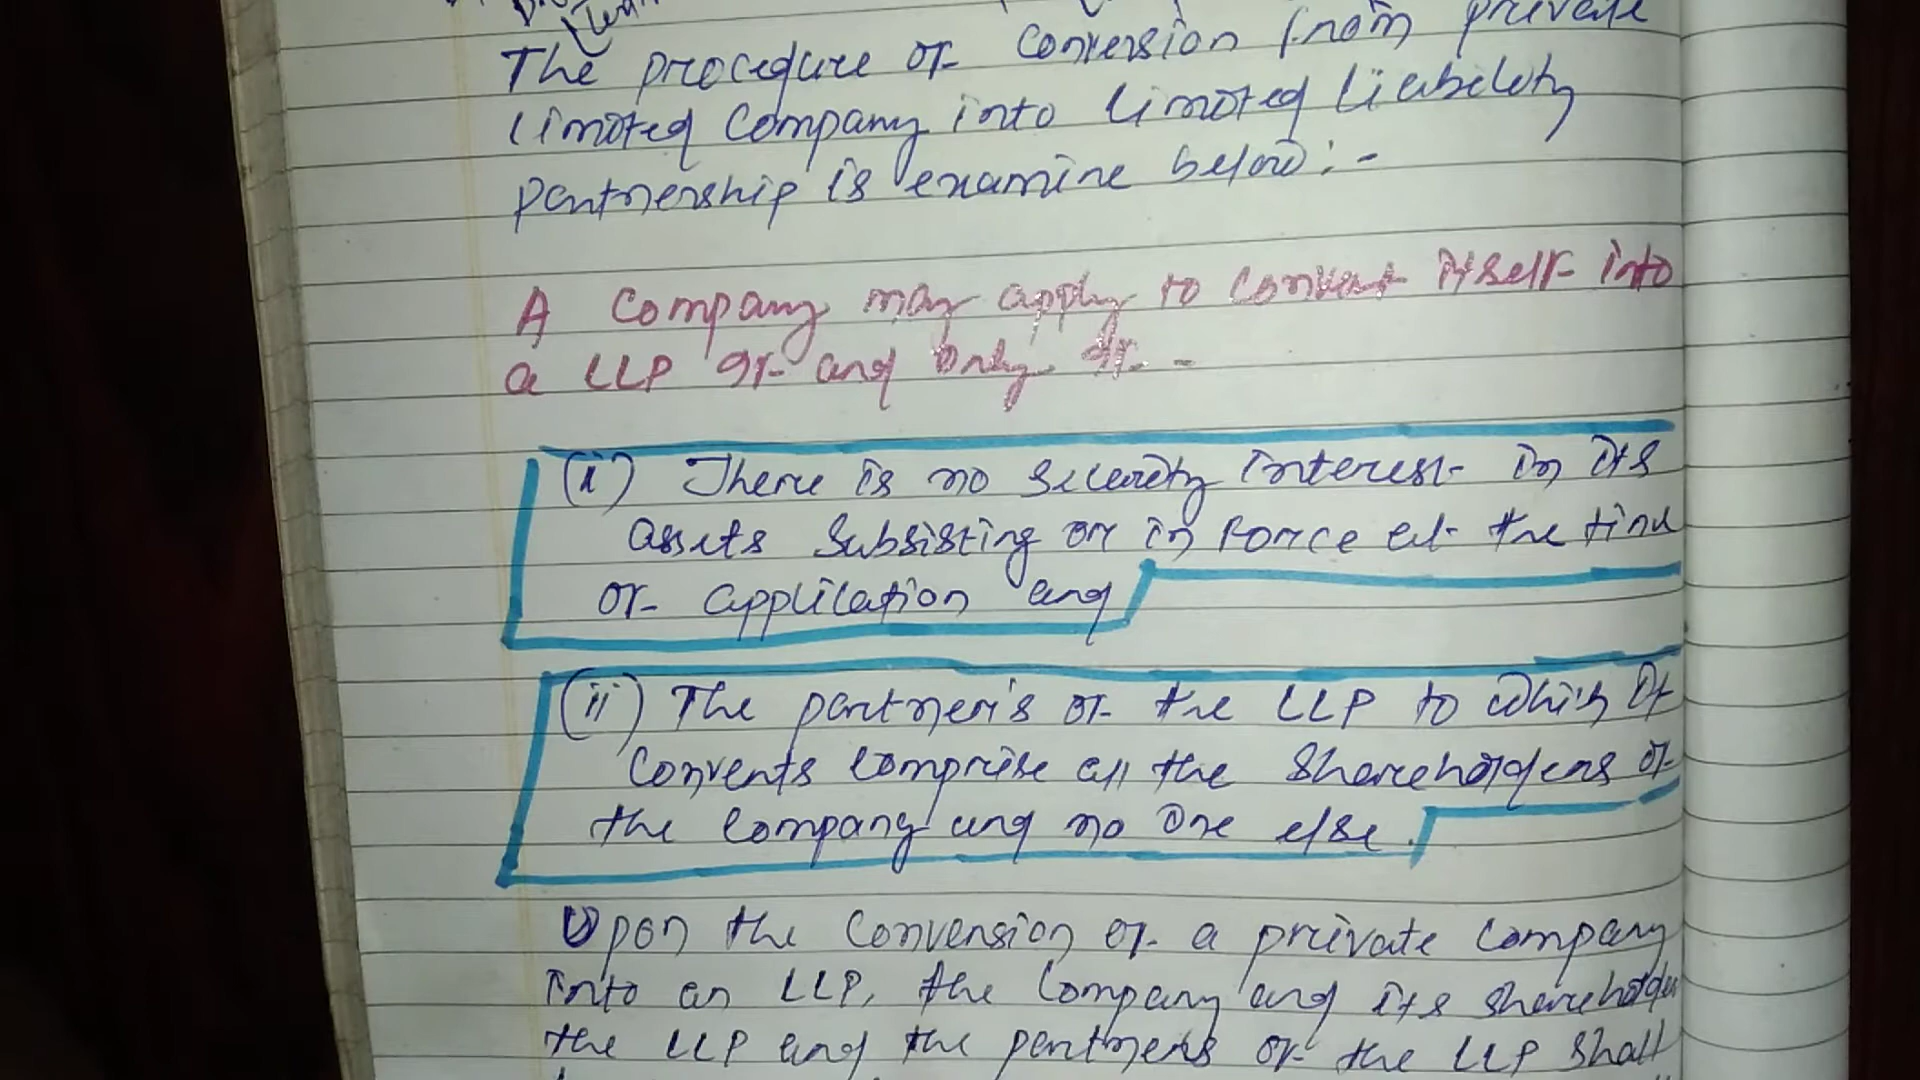 The procedure of conversion from private
limited company into limited liability
partnership is examine below :-
A company may apply to convert itself into
a LLP if and only if -
(i) There is no security interest in its
assets subsisting or in force at the time
of application and
(ii) The partners of the LLP to which it
converts comprise all the shareholders of
the company and no one else.
Upon the conversion of a private company
into an LLP, the company and its shareholder
the LLP and the partners of the LLP shall